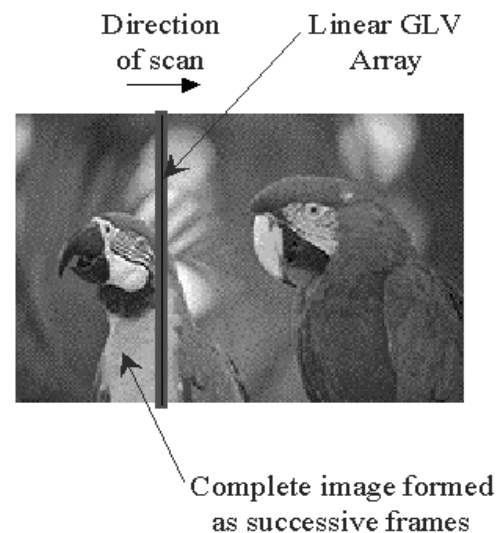 Direction
of scan
Linear GLV
Array
Complete image formed
as successive frames